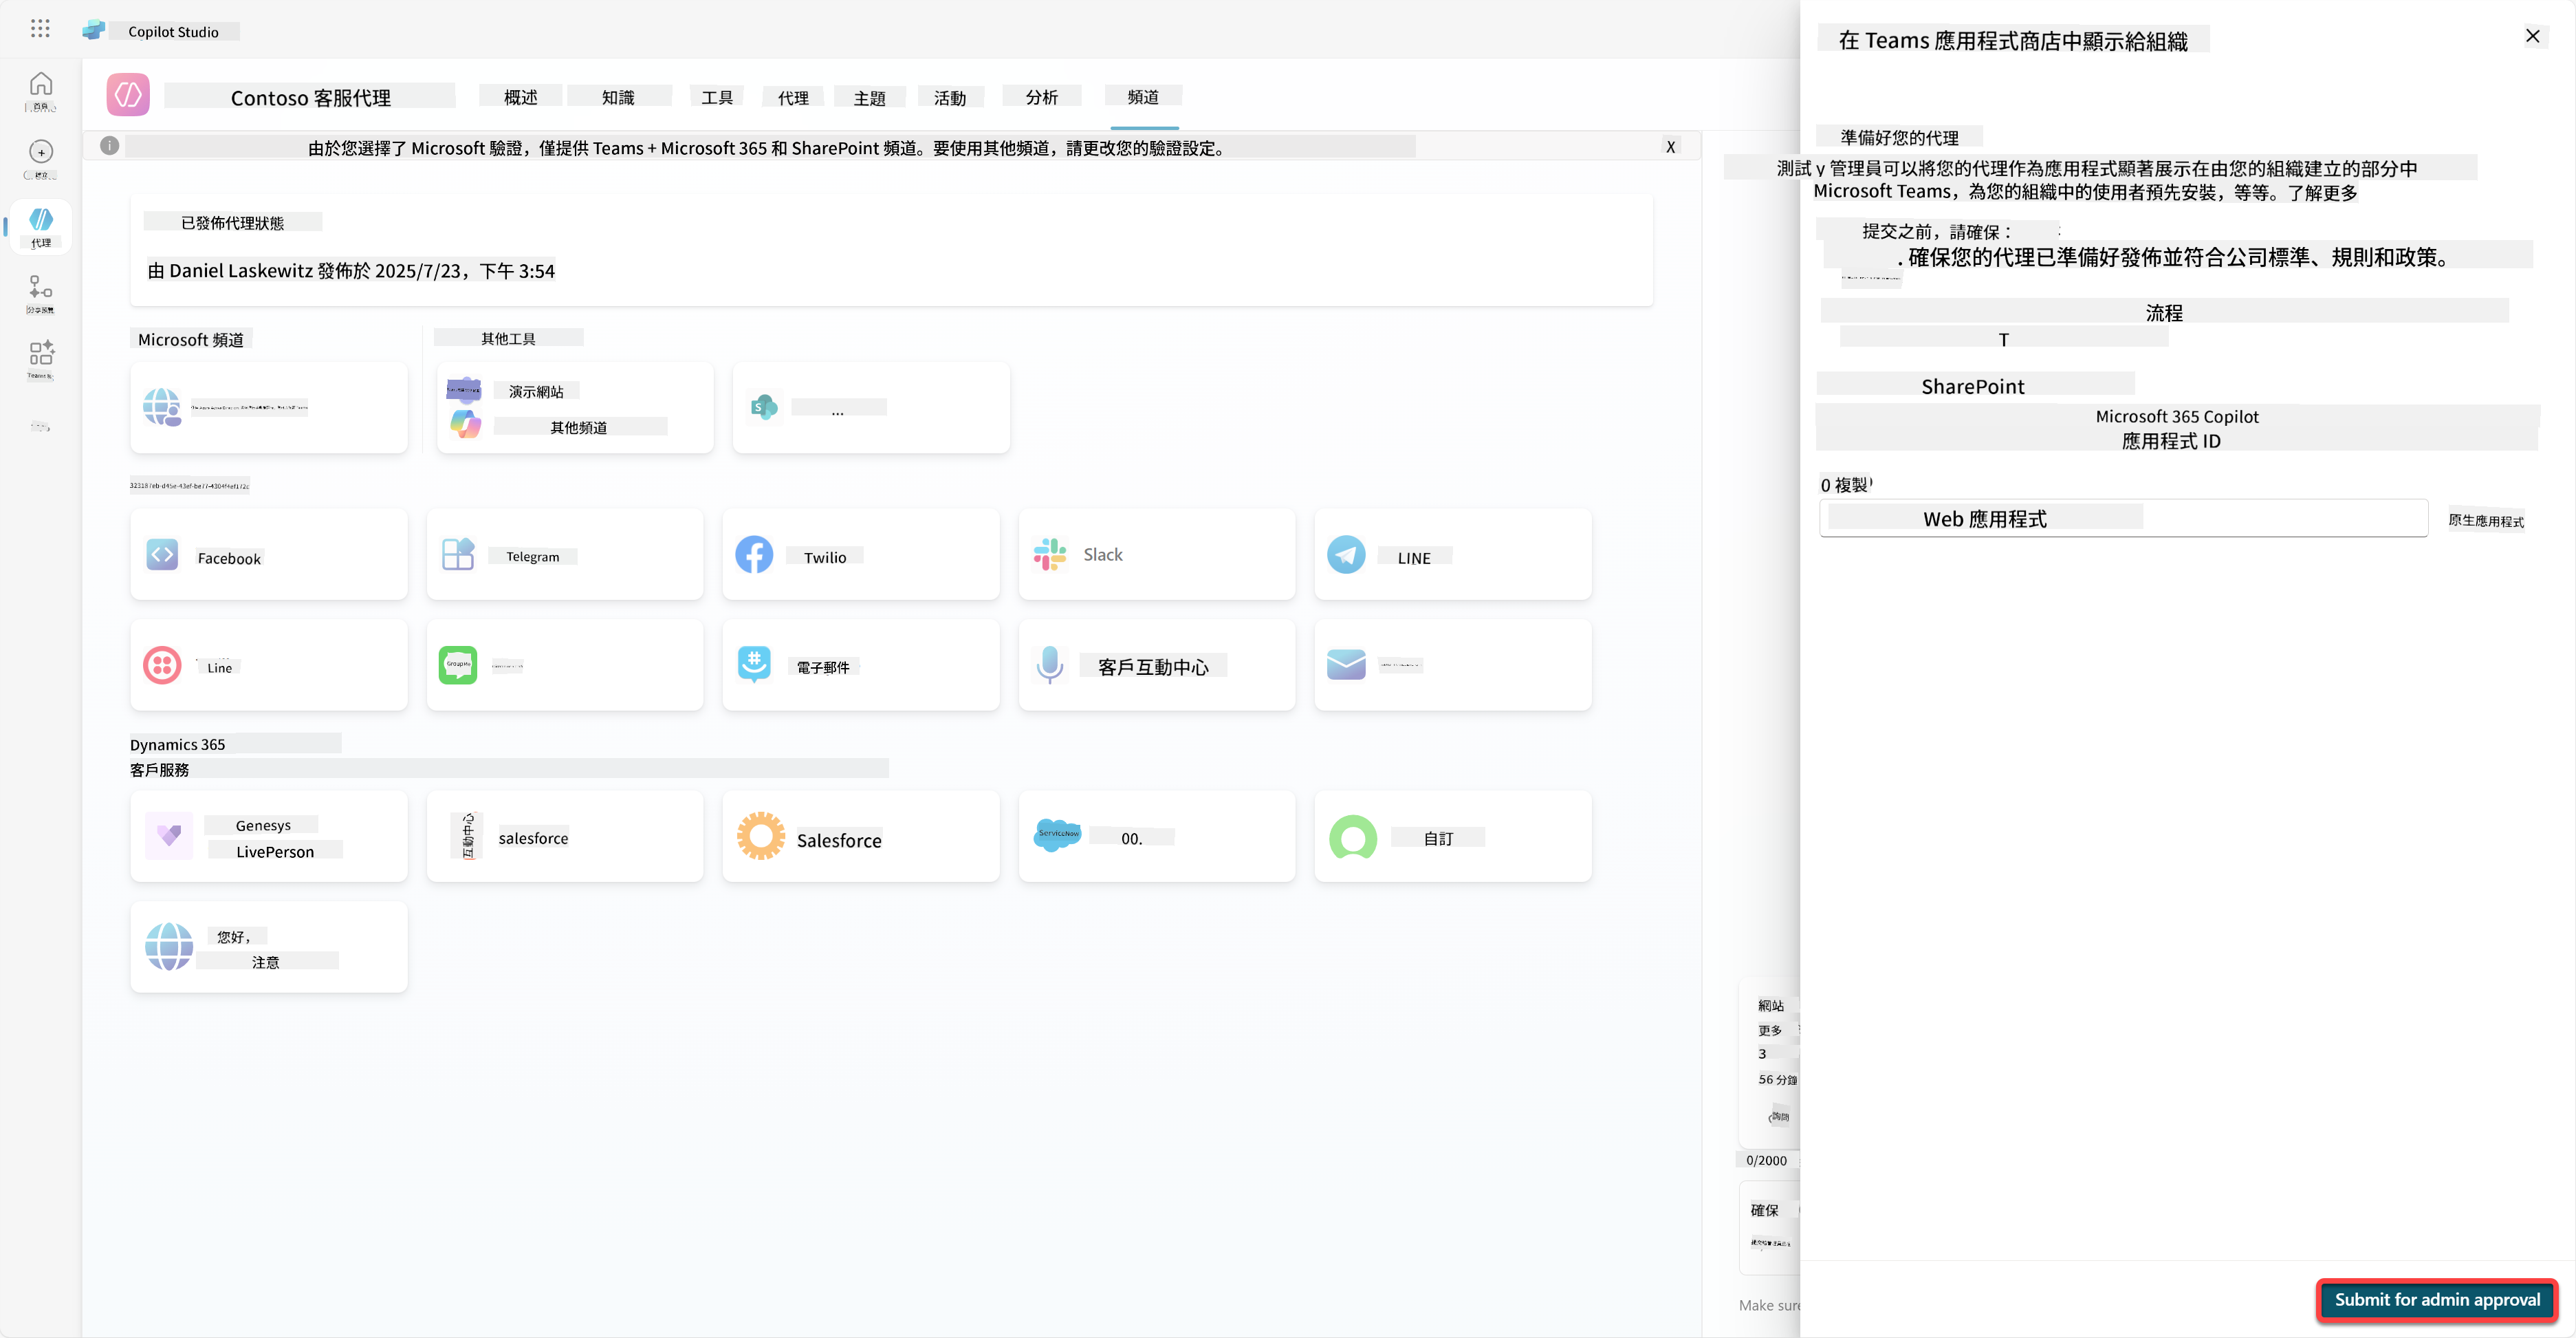 Copilot Studio
首頁
建立
代理
Contoso 客服代理
概述
知識
工具
代理
主題
活動
分析
頻道
由於您選擇了 Microsoft 驗證，僅提供 Teams + Microsoft 365 和 SharePoint 頻道。要使用其他頻道，請更改您的驗證設定。
X
已發佈代理狀態
由 Daniel Laskewitz 發佈於 2025/7/23，下午 3:54
Microsoft 頻道
其他工具
演示網站
其他頻道
S
...
Facebook
Telegram
Twilio
Slack
LINE
Line
GroupMe
電子郵件
客戶互動中心
Dynamics 365
客戶服務
Genesys
LivePerson
互動中心
salesforce
Salesforce
ServiceNow
00.
自訂
您好，
注意
網站
更多
3
56 分鐘
詢問
0/2000
確保
Make sure
在 Teams 應用程式商店中顯示給組織
準備好您的代理
測試 y 管理員可以將您的代理作為應用程式顯著展示在由您的組織建立的部分中
Microsoft Teams，為您的組織中的使用者預先安裝，等等。了解更多
提交之前，請確保：
. 確保您的代理已準備好發佈並符合公司標準、規則和政策。
流程
T
SharePoint
Microsoft 365 Copilot
應用程式 ID
0 複製
Web 應用程式
原生應用程式
Submit for admin approval